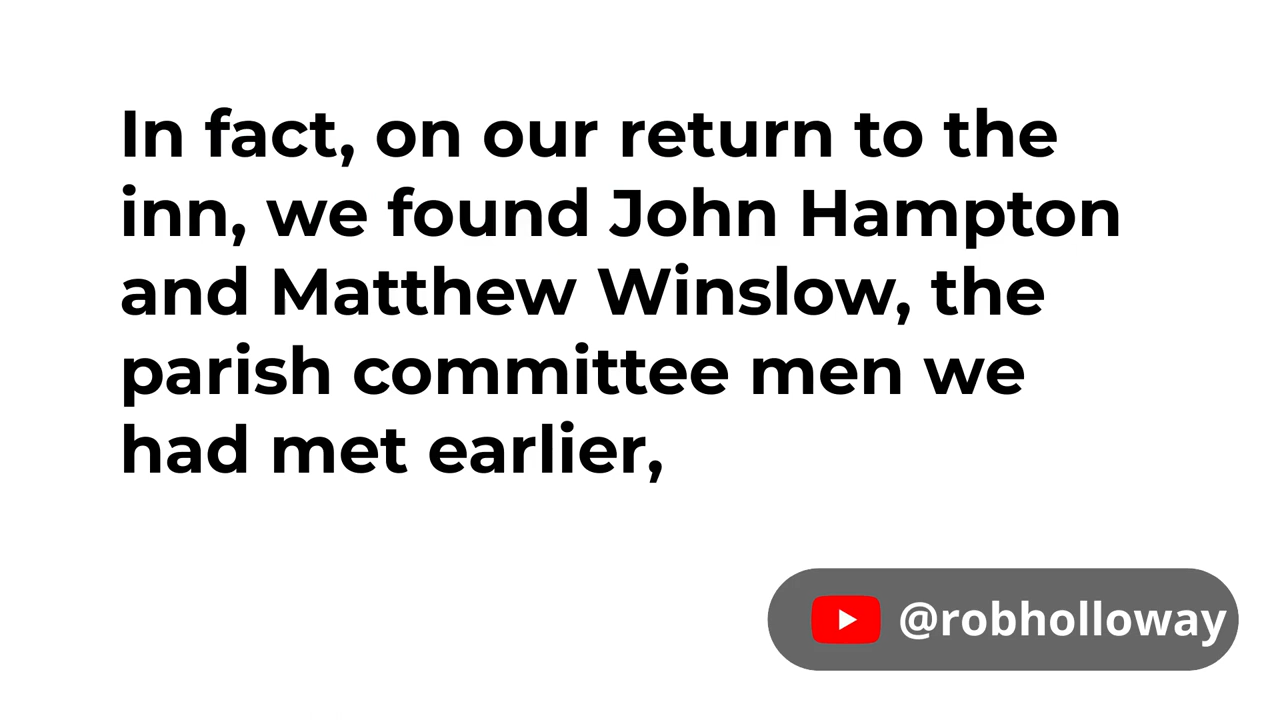 In fact, on our return to the
inn, we found John Hampton
and Matthew Winslow, the
parish committee men we
had met earlier,
@robholloway